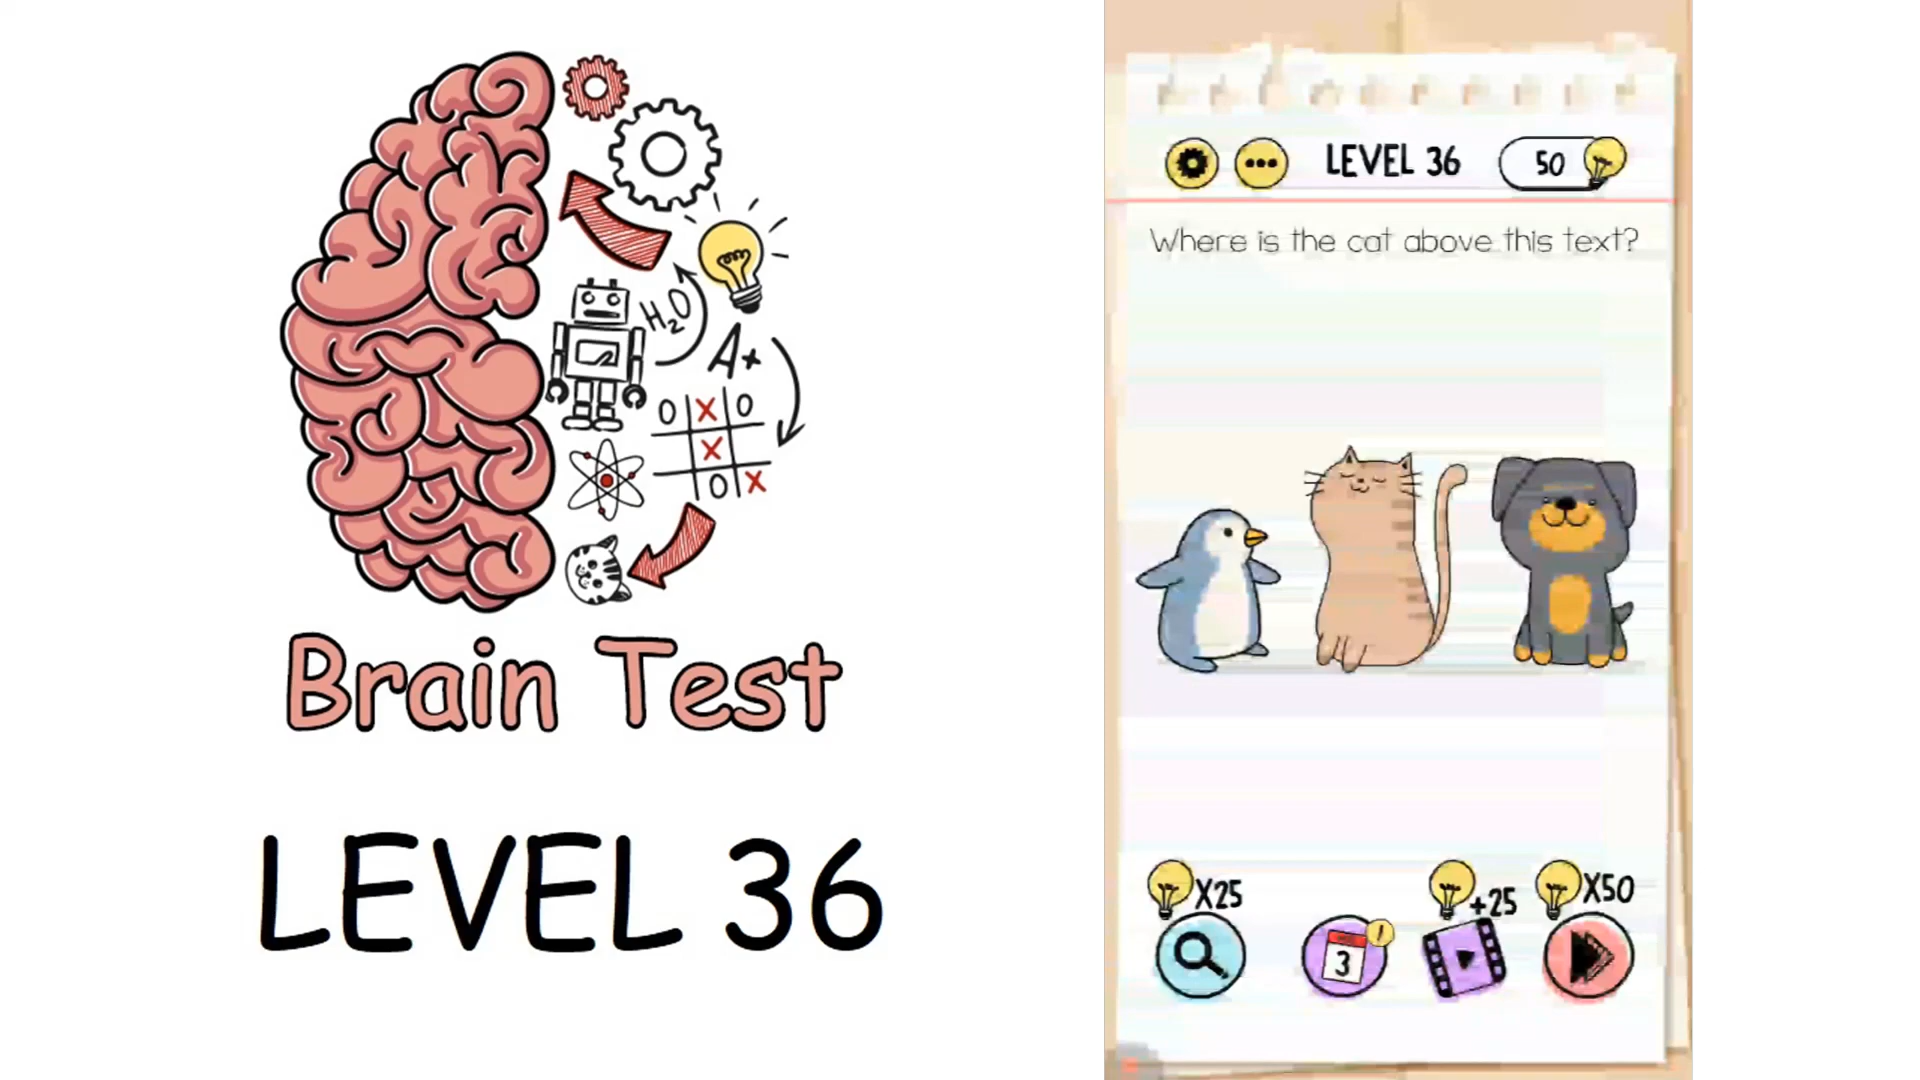 H₂O
A+
O X O
X
O X
Brain Test
LEVEL 36
LEVEL 36
50
Where is the cat above this text?
X25
+25
X50
!
3